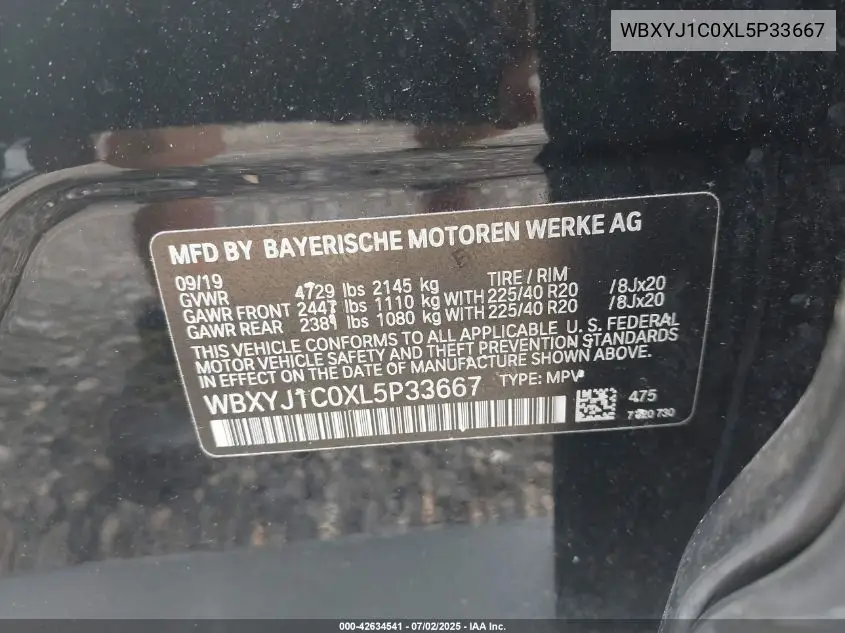 WBXYJ1C0XL5P33667
MFD BY BAYERISCHE MOTOREN WERKE AG
09/19 TIRE / RIM
GVWR 4729 lbs 2145 kg
GAWR FRONT 2447 lbs 1110 kg WITH 225/40 R20 /8Jx20
GAWR REAR 2381 lbs 1080 kg WITH 225/40 R20 /8Jx20
THIS VEHICLE CONFORMS TO ALL APPLICABLE U. S. FEDERAL
MOTOR VEHICLE SAFETY AND THEFT PREVENTION STANDARDS
IN EFFECT ON THE DATE OF MANUFACTURE SHOWN ABOVE.
WBXYJ1C0XL5P33667 TYPE: MPV
475
730
000-42634541 - 07/02/2025 - IAA Inc.